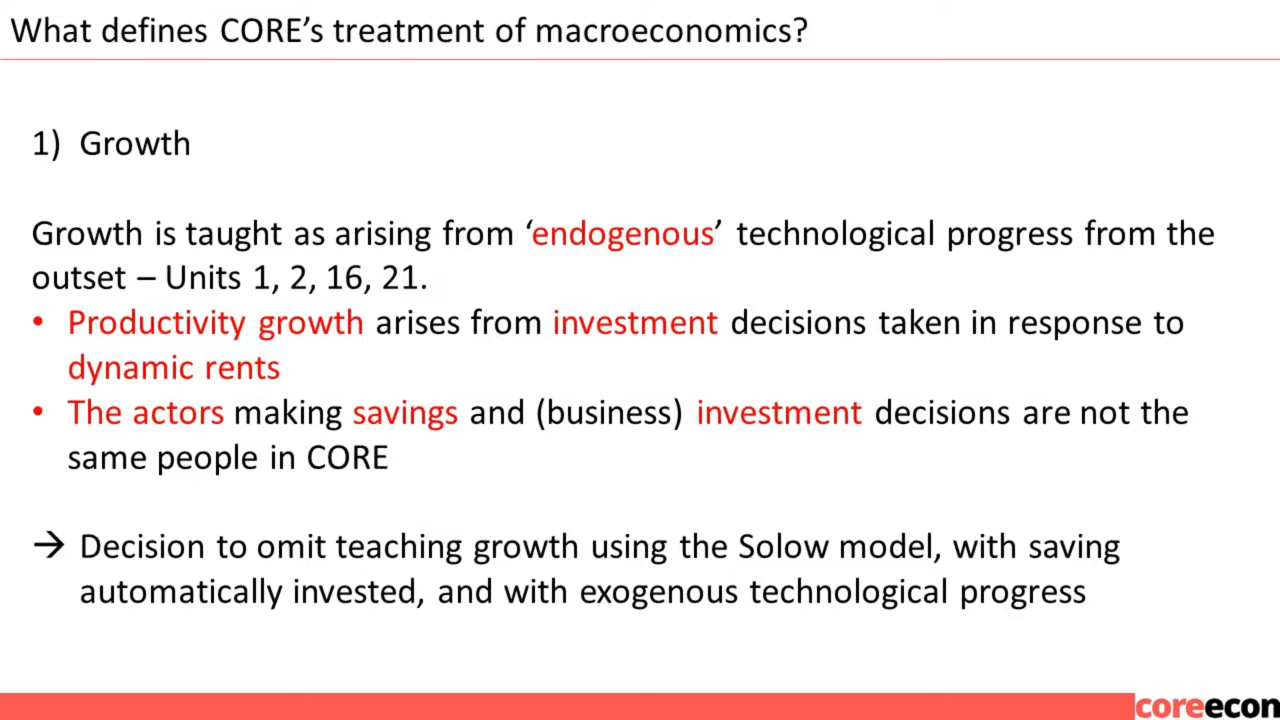 What defines CORE’s treatment of macroeconomics?
1) Growth
Growth is taught as arising from ‘endogenous’ technological progress from the
outset – Units 1, 2, 16, 21.
• Productivity growth arises from investment decisions taken in response to
dynamic rents
• The actors making savings and (business) investment decisions are not the
same people in CORE
→ Decision to omit teaching growth using the Solow model, with saving
automatically invested, and with exogenous technological progress
coreecon